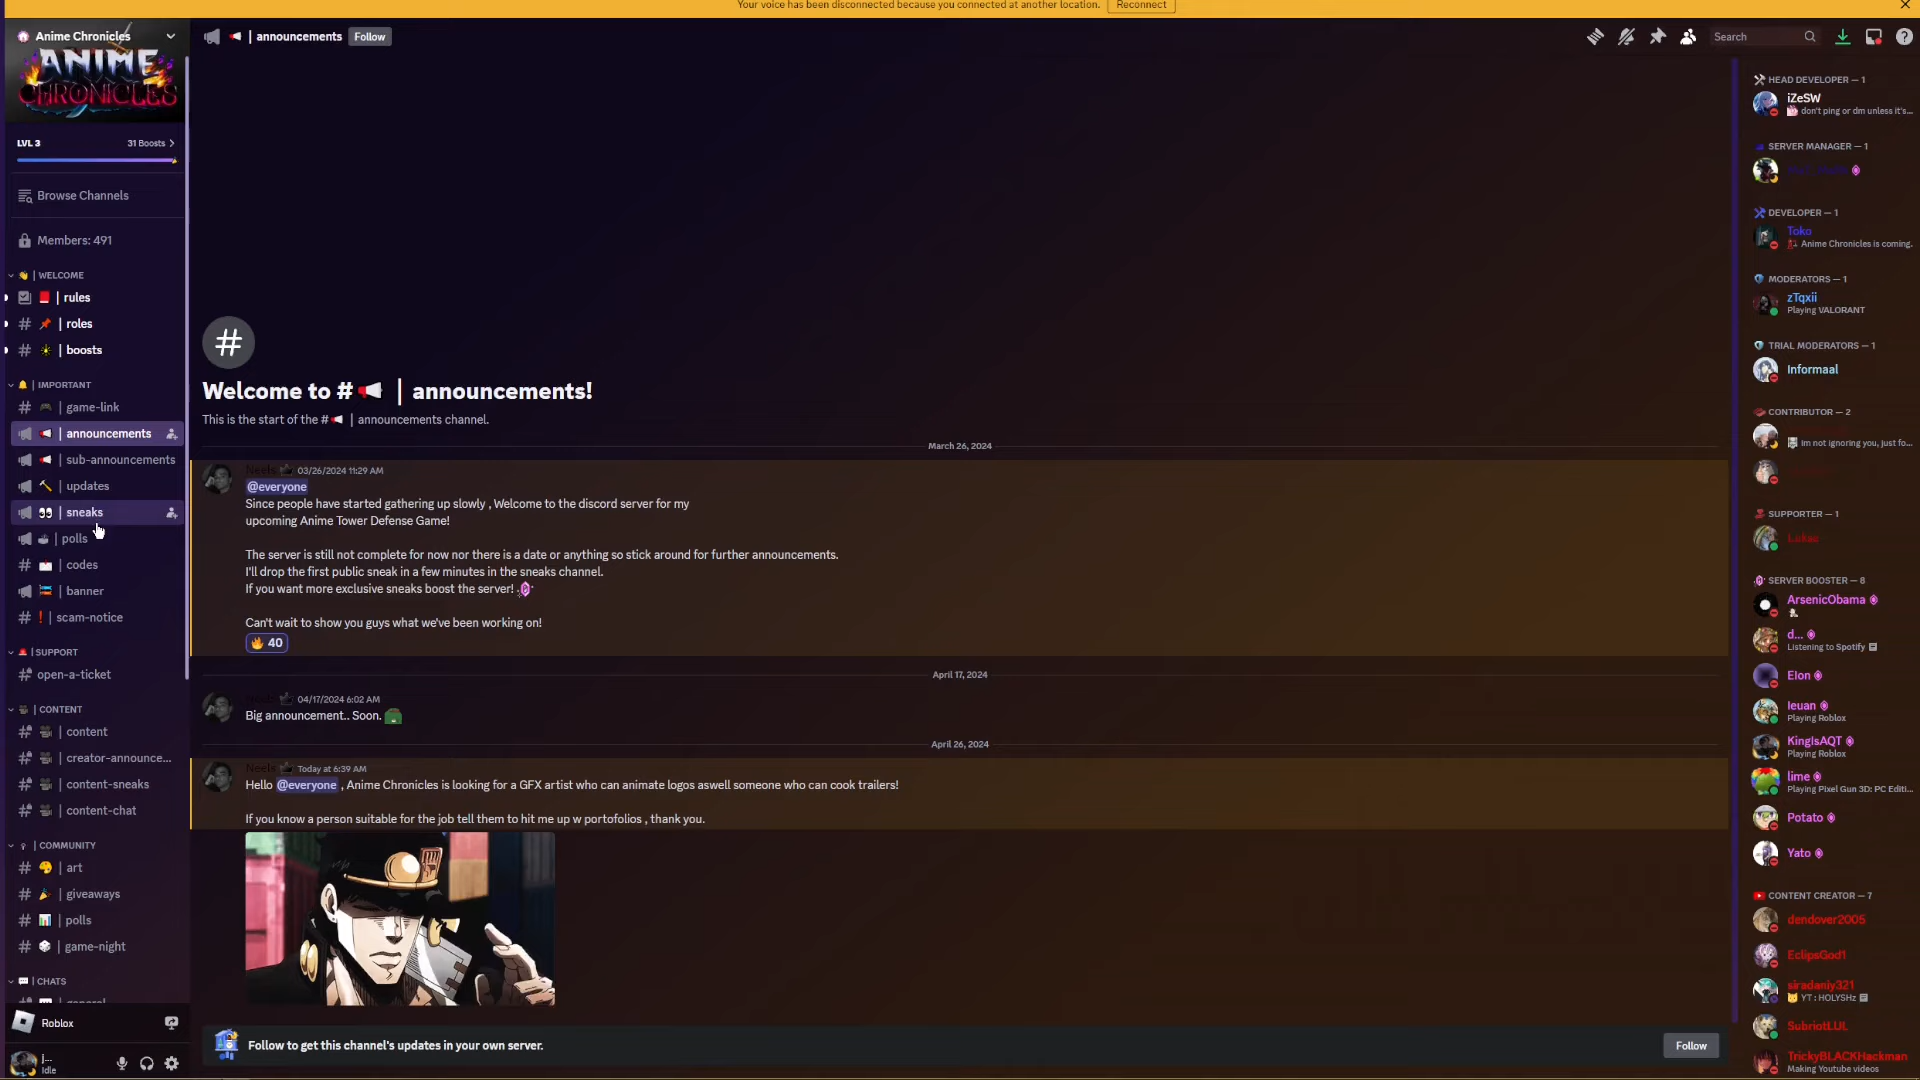 Your voice has been disconnected because you connected at another location. Reconnect
Anime Chronicles
ANIME
CHRONICLES
LVL 3 31 Boosts
Browse Channels
Members: 491
WELCOME
| rules
| roles
| boosts
| IMPORTANT
| game-link
| announcements
| sub-announcements
| updates
| sneaks
| polls
| codes
| banner
| scam-notice
| SUPPORT
open-a-ticket
| CONTENT
| content
| creator-announce...
| content-sneaks
| content-chat
| COMMUNITY
| art
| giveaways
| polls
| game-night
| CHATS
Roblox
j...
Idle
| announcements Follow
Search
Welcome to # | announcements!
This is the start of the # | announcements channel.
March 26, 2024
Neels 03/26/2024 11:29 AM
@everyone
Since people have started gathering up slowly , Welcome to the discord server for my
upcoming Anime Tower Defense Game!
The server is still not complete for now nor there is a date or anything so stick around for further announcements.
I'll drop the first public sneak in a few minutes in the sneaks channel.
If you want more exclusive sneaks boost the server!
Can't wait to show you guys what we've been working on!
40
April 17, 2024
04/17/2024 6:02 AM
Big announcement.. Soon.
April 26, 2024
Today at 6:39 AM
Hello @everyone , Anime Chronicles is looking for a GFX artist who can animate logos aswell someone who can cook trailers!
If you know a person suitable for the job tell them to hit me up w portofolios , thank you.
Follow to get this channel's updates in your own server. Follow
HEAD DEVELOPER — 1
iZeSW
don't ping or dm unless it's...
SERVER MANAGER — 1
DEVELOPER — 1
Toko
Anime Chronicles is coming.
MODERATORS — 1
zTqxii
Playing VALORANT
TRIAL MODERATORS — 1
Informaal
CONTRIBUTOR — 2
im not ignoring you, just fo...
SUPPORTER — 1
Lukas
SERVER BOOSTER — 8
ArsenicObama
d...
Listening to Spotify
Elon
Ieuan
Playing Roblox
KingIsAQT
Playing Roblox
lime
Playing Pixel Gun 3D: PC Editi...
Potato
Yato
CONTENT CREATOR — 7
dendover2005
EclipsGod1
siradaniy321
YT : HOLYSHz
SubriotLUL
TrickyBLACKHackman
Making Youtube videos